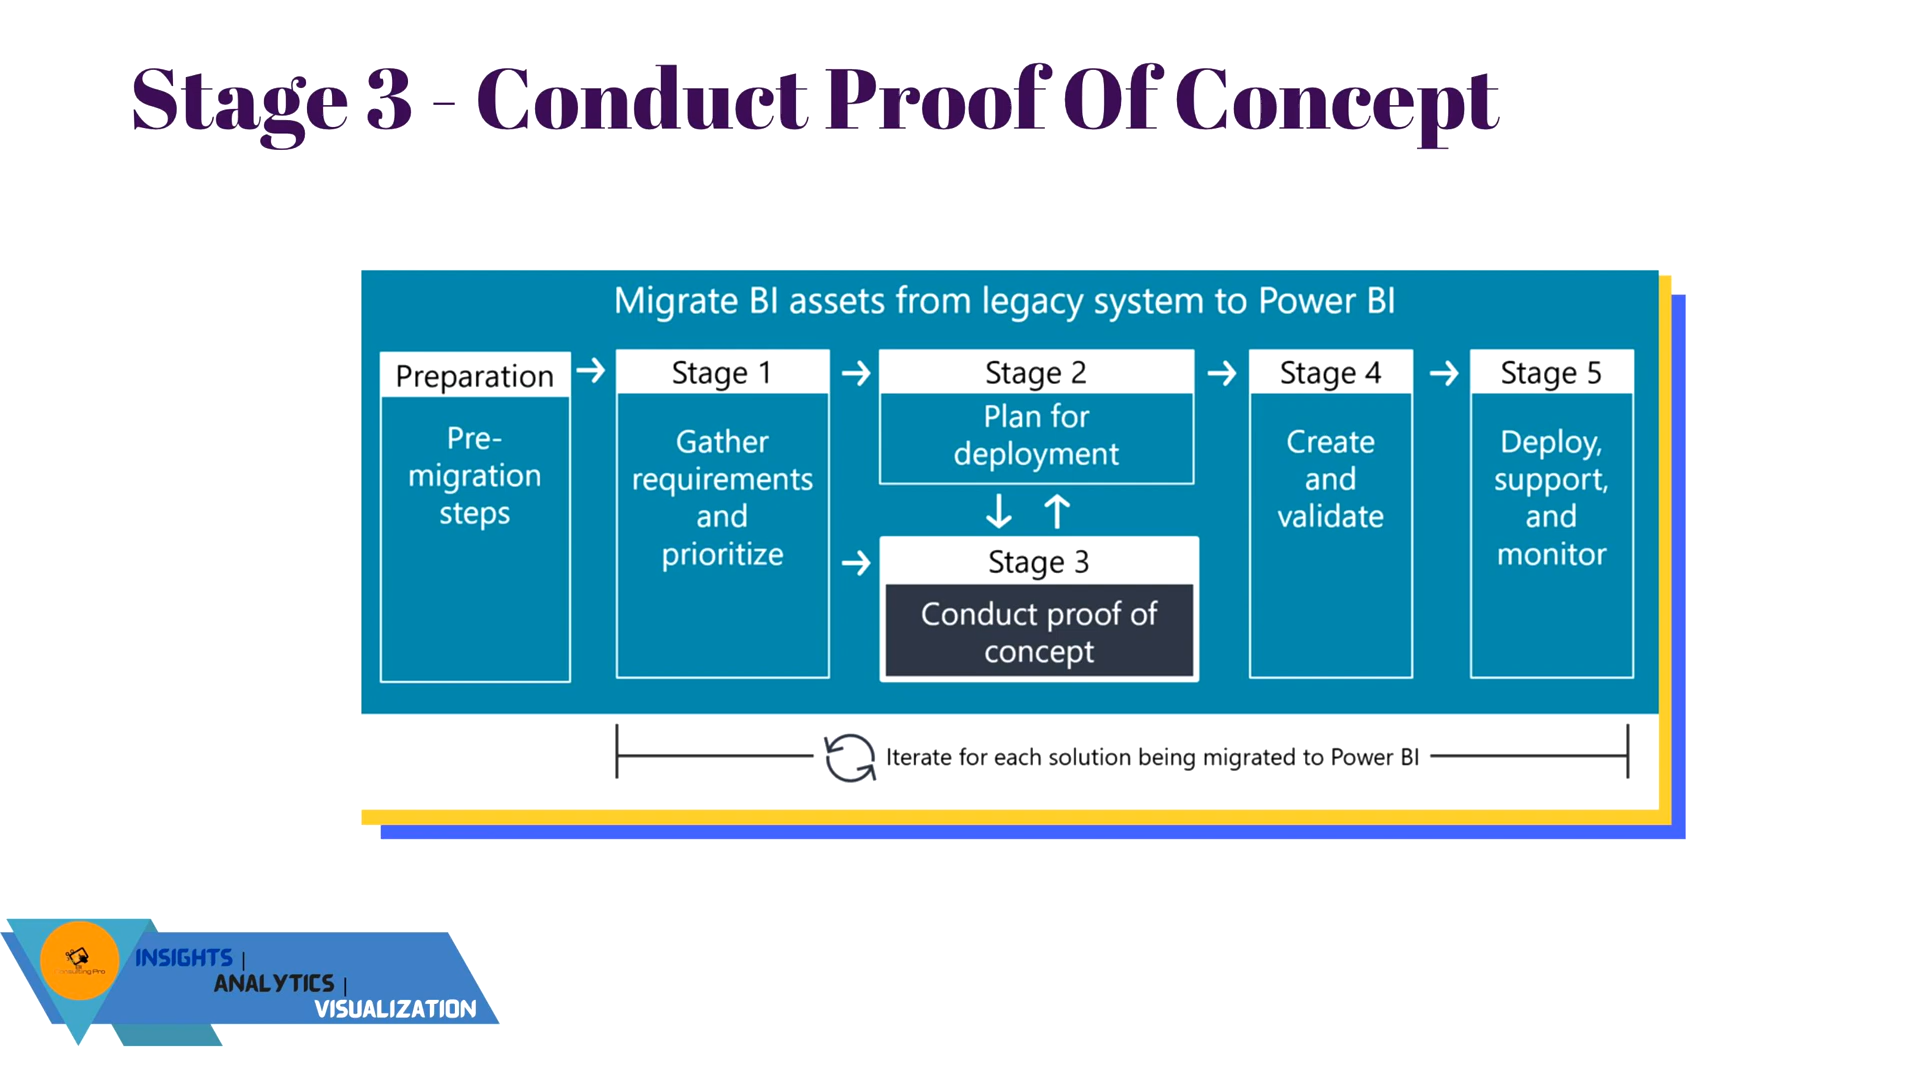 Stage 3 - Conduct Proof Of Concept
Migrate BI assets from legacy system to Power BI
Preparation
Pre-
migration
steps
Stage 1
Gather
requirements
and
prioritize
Stage 2
Plan for
deployment
Stage 3
Conduct proof of
concept
Stage 4
Create
and
validate
Stage 5
Deploy,
support,
and
monitor
Iterate for each solution being migrated to Power BI
INSIGHTS |
ANALYTICS |
VISUALIZATION